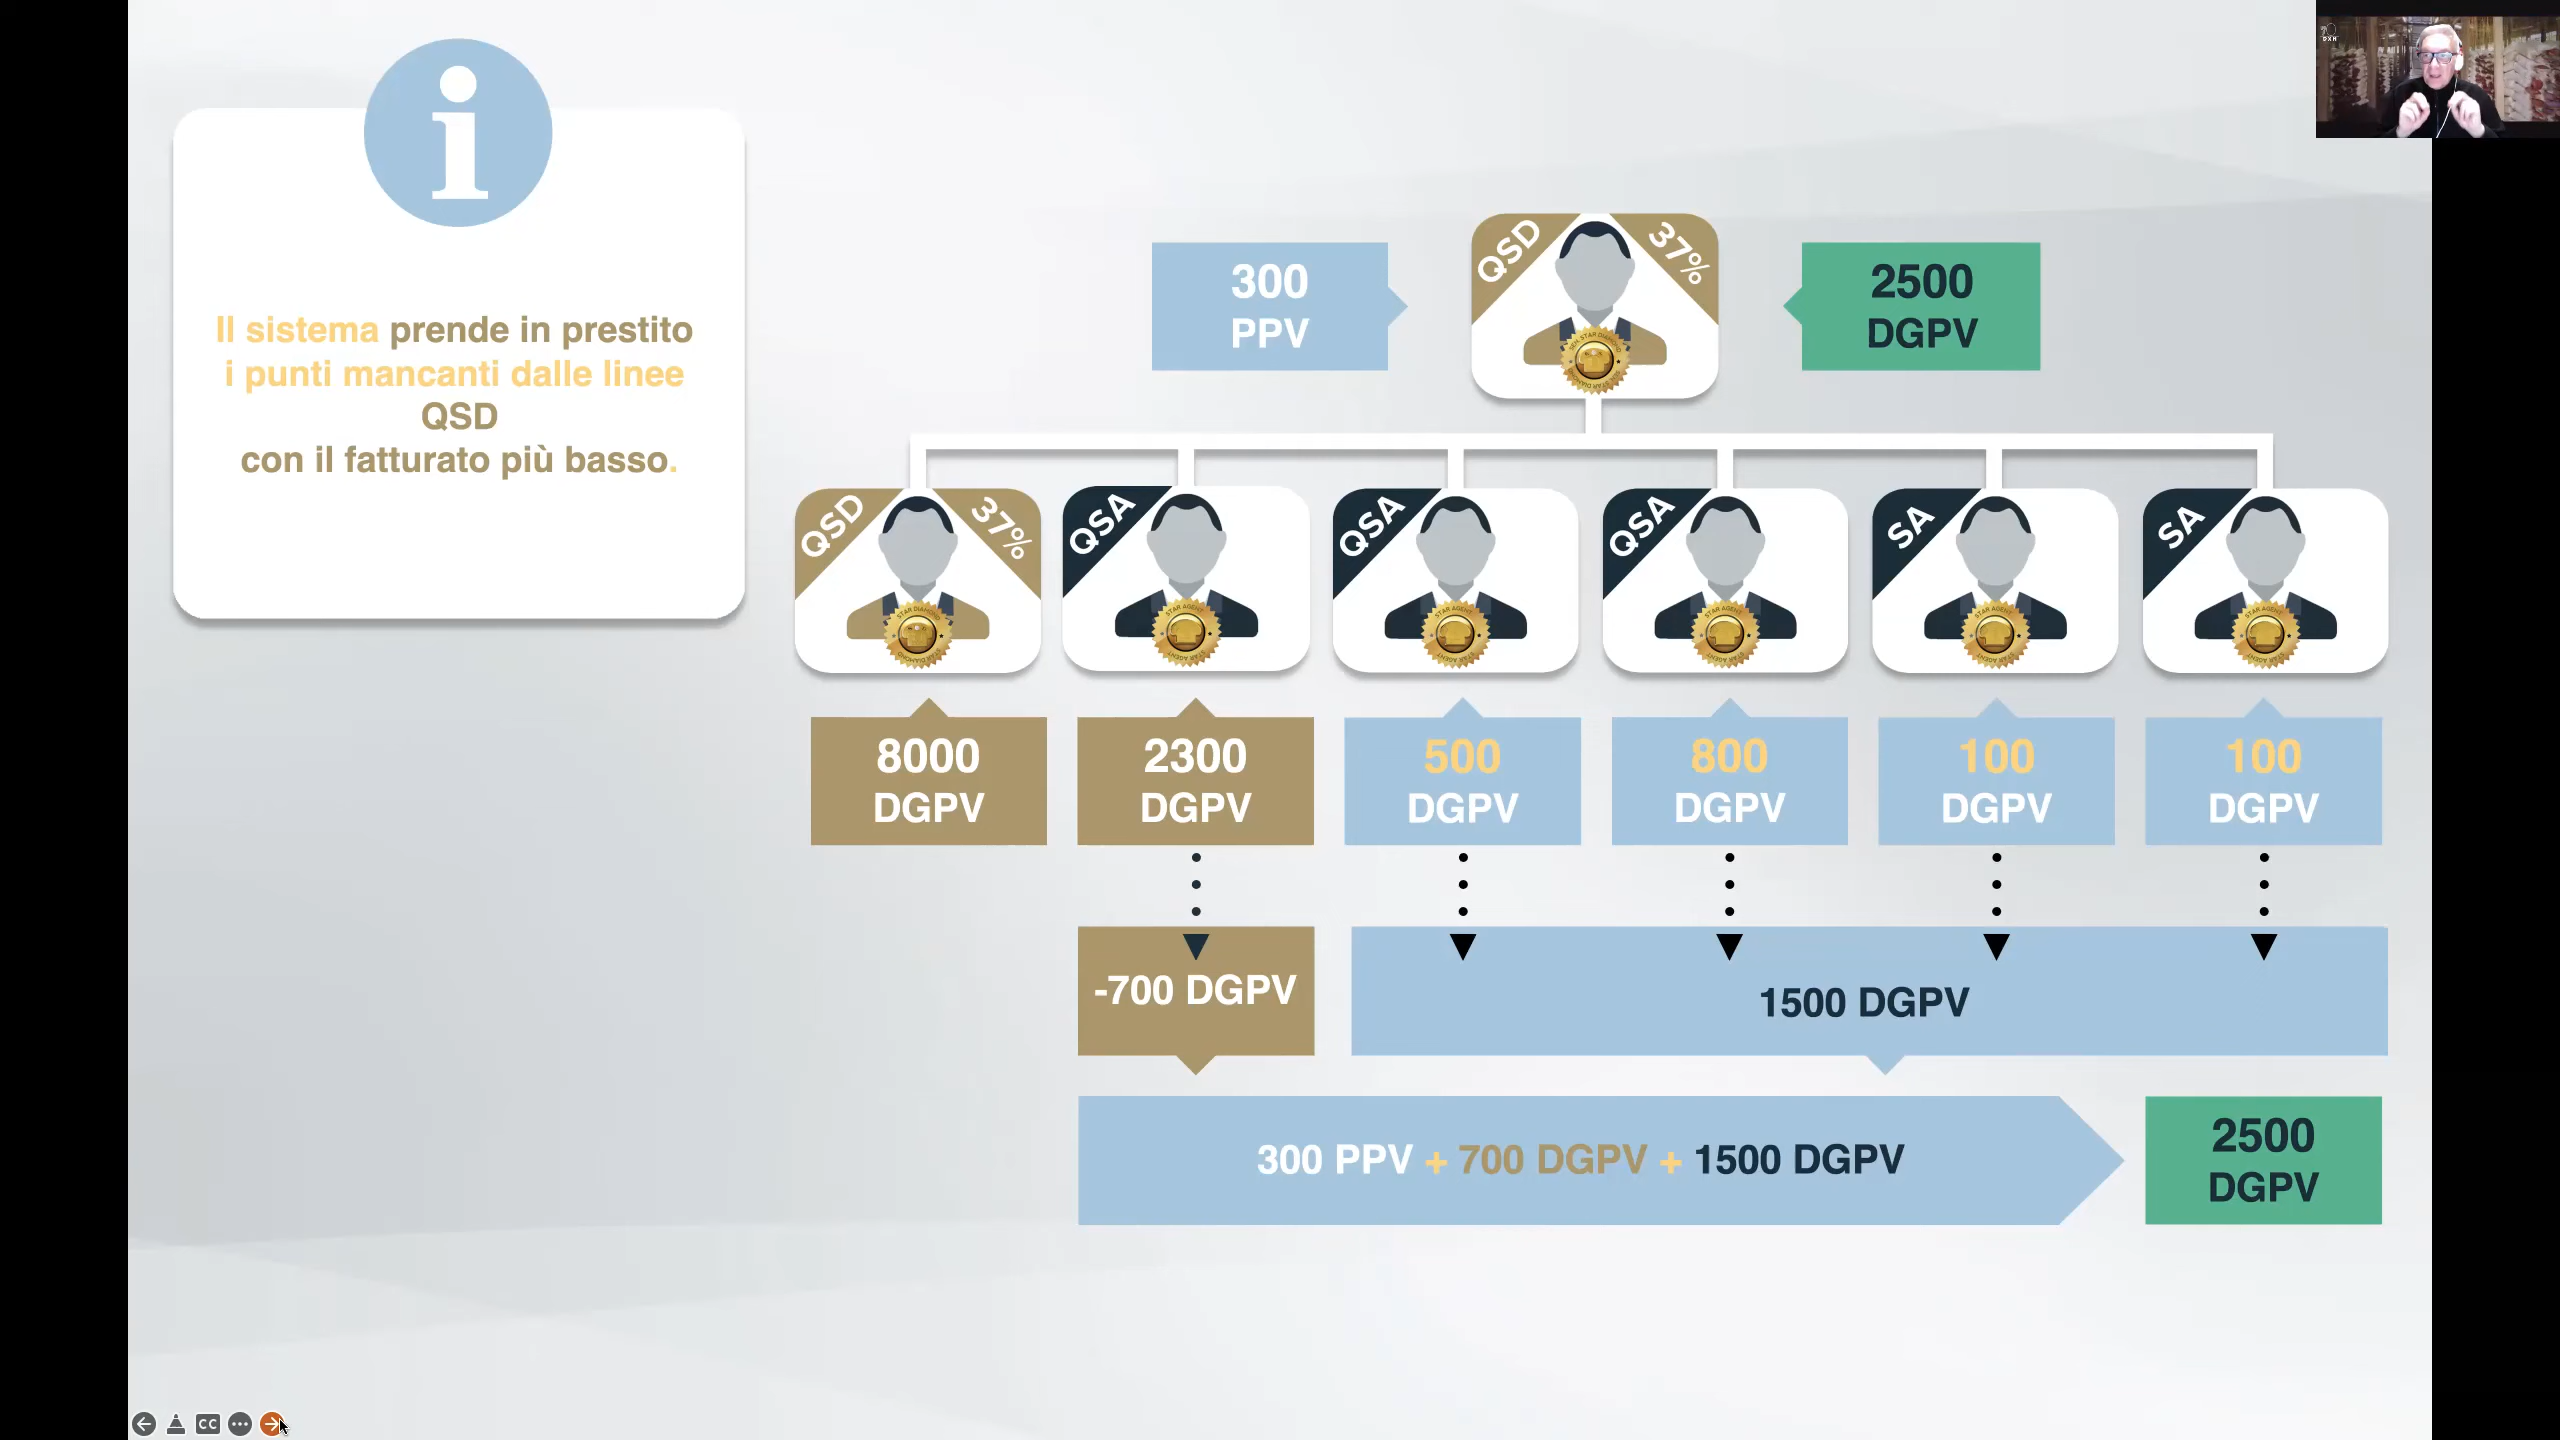 Il sistema prende in prestito
i punti mancanti dalle linee
QSD
con il fatturato più basso.
300
PPV
QSD
37%
2500
DGPV
QSD
37%
QSA
QSA
QSA
SA
SA
8000
DGPV
2300
DGPV
500
DGPV
800
DGPV
100
DGPV
100
DGPV
-700 DGPV
1500 DGPV
300 PPV + 700 DGPV + 1500 DGPV
2500
DGPV
CC